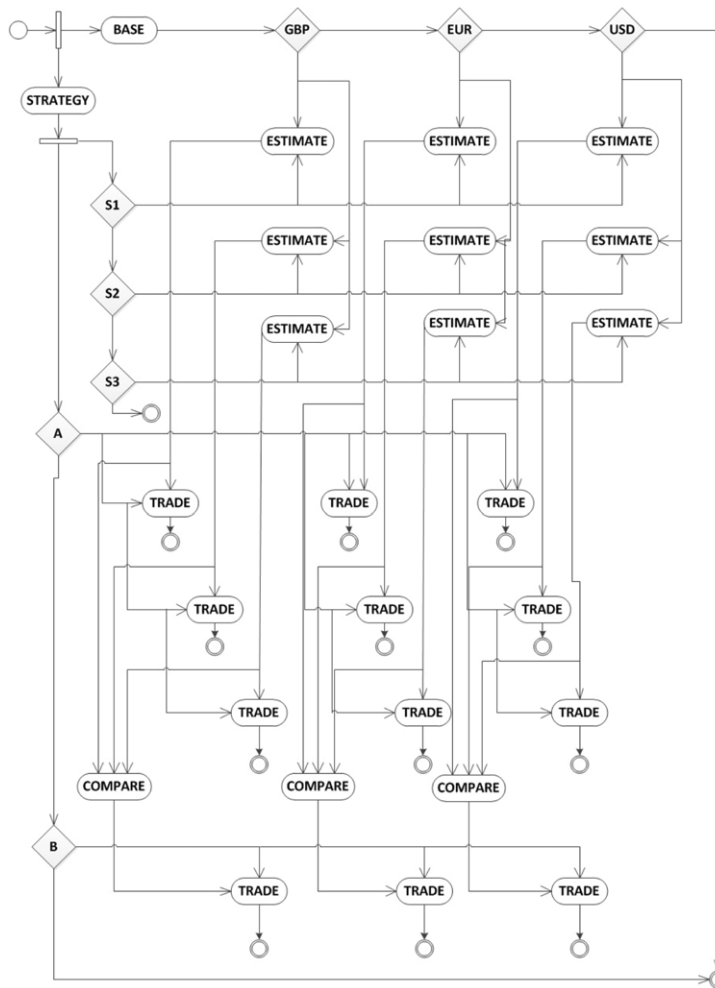 BASE GBP EUR USD
STRATEGY
ESTIMATE ESTIMATE ESTIMATE
S1
ESTIMATE ESTIMATE ESTIMATE
S2
ESTIMATE ESTIMATE ESTIMATE
S3
A
TRADE TRADE TRADE
TRADE TRADE TRADE
TRADE TRADE TRADE
COMPARE COMPARE COMPARE
B
TRADE TRADE TRADE